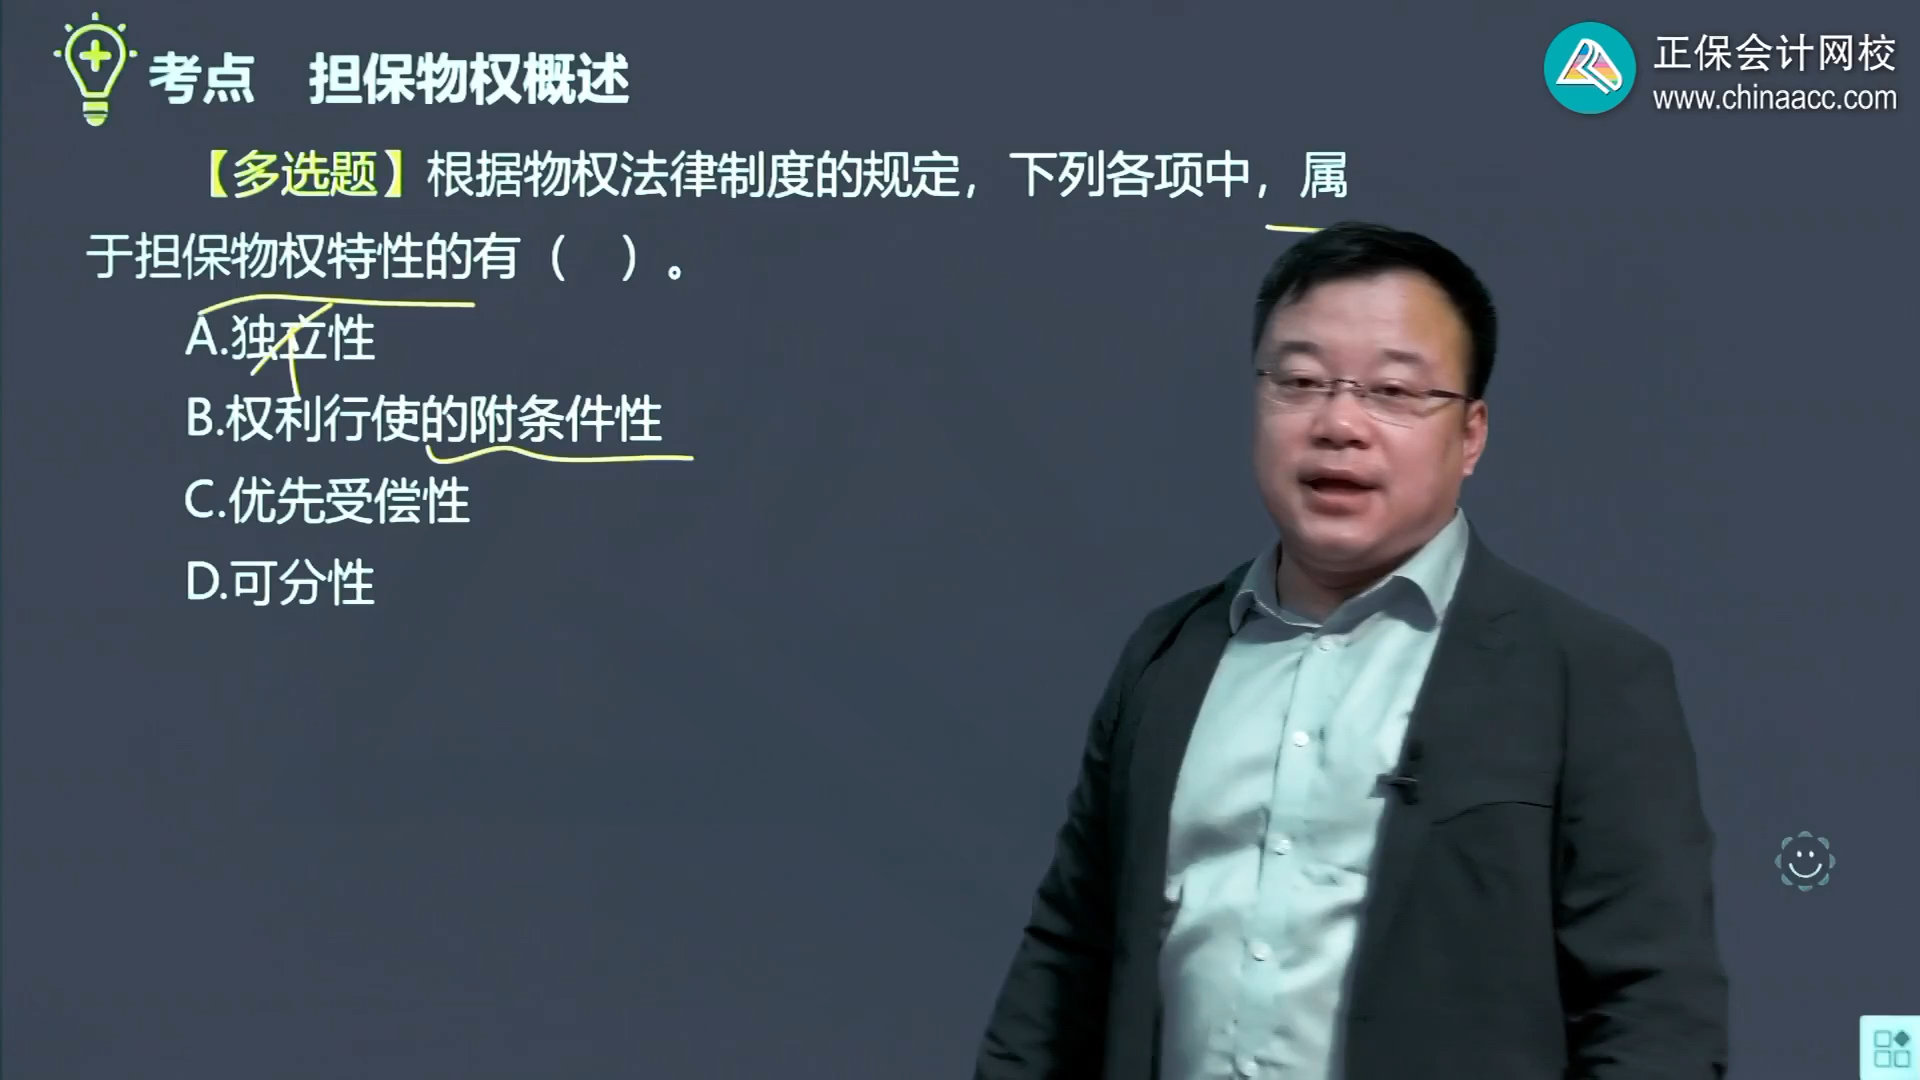 正保会计网校
www.chinaacc.com
考点 担保物权概述
【多选题】根据物权法律制度的规定，下列各项中，属
于担保物权特性的有（ ）。
A.独立性
B.权利行使的附条件性
C.优先受偿性
D.可分性